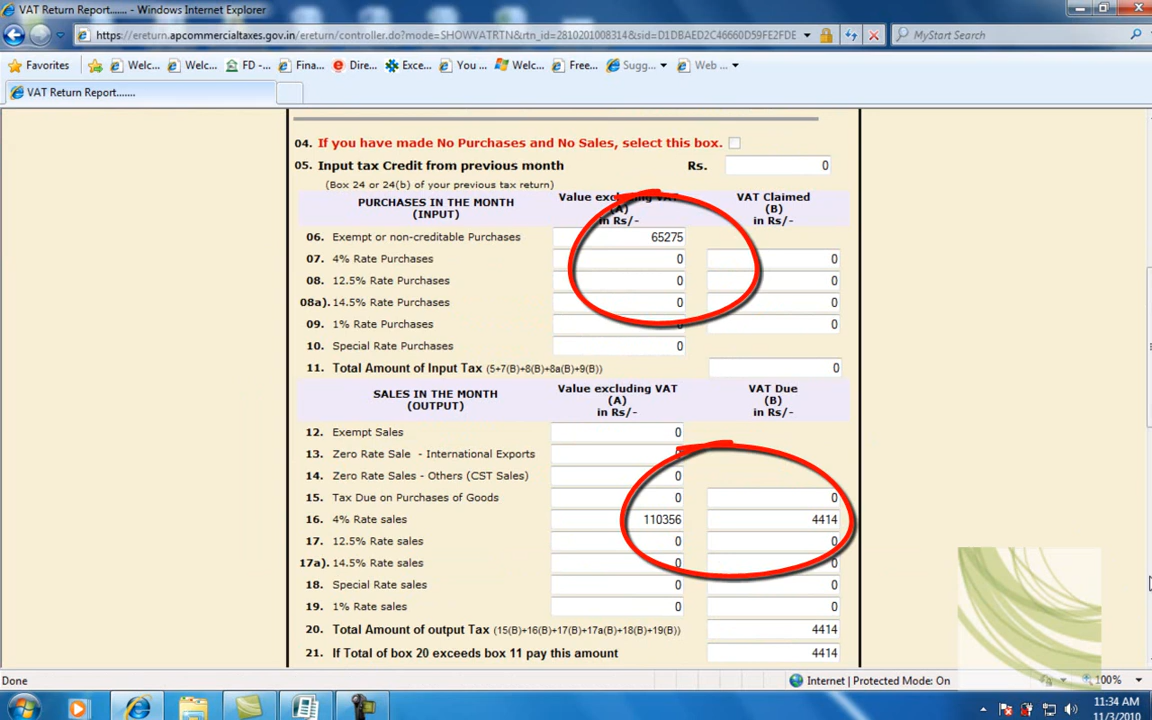 VAT Return Report....... - Windows Internet Explorer
https://ereturn.apcommercialtaxes.gov.in/ereturn/controller.do?mode=SHOWVATRTN&rtn_id=2810201008314&sid=D1DBAED2C46660D59FE2FDE
MyStart Search
Favorites Welc... Welc... FD -... Fina... Dire... Exce... You ... Welc... Free... Sugg... Web ...
VAT Return Report.......
04. If you have made No Purchases and No Sales, select this box.
05. Input tax Credit from previous month Rs. 0
(Box 24 or 24(b) of your previous tax return)
PURCHASES IN THE MONTH (INPUT) Value excluding VAT (A) in Rs/- VAT Claimed (B) in Rs/-
06. Exempt or non-creditable Purchases 65275
07. 4% Rate Purchases 0 0
08. 12.5% Rate Purchases 0 0
08a). 14.5% Rate Purchases 0 0
09. 1% Rate Purchases 0 0
10. Special Rate Purchases 0
11. Total Amount of Input Tax (5+7(B)+8(B)+8a(B)+9(B)) 0
SALES IN THE MONTH (OUTPUT) Value excluding VAT (A) in Rs/- VAT Due (B) in Rs/-
12. Exempt Sales 0
13. Zero Rate Sale - International Exports
14. Zero Rate Sales - Others (CST Sales) 0
15. Tax Due on Purchases of Goods 0 0
16. 4% Rate sales 110356 4414
17. 12.5% Rate sales 0 0
17a). 14.5% Rate sales 0 0
18. Special Rate sales 0 0
19. 1% Rate sales 0 0
20. Total Amount of output Tax (15(B)+16(B)+17(B)+17a(B)+18(B)+19(B)) 4414
21. If Total of box 20 exceeds box 11 pay this amount 4414
Done Internet | Protected Mode: On 100%
11:34 AM
11/3/2010